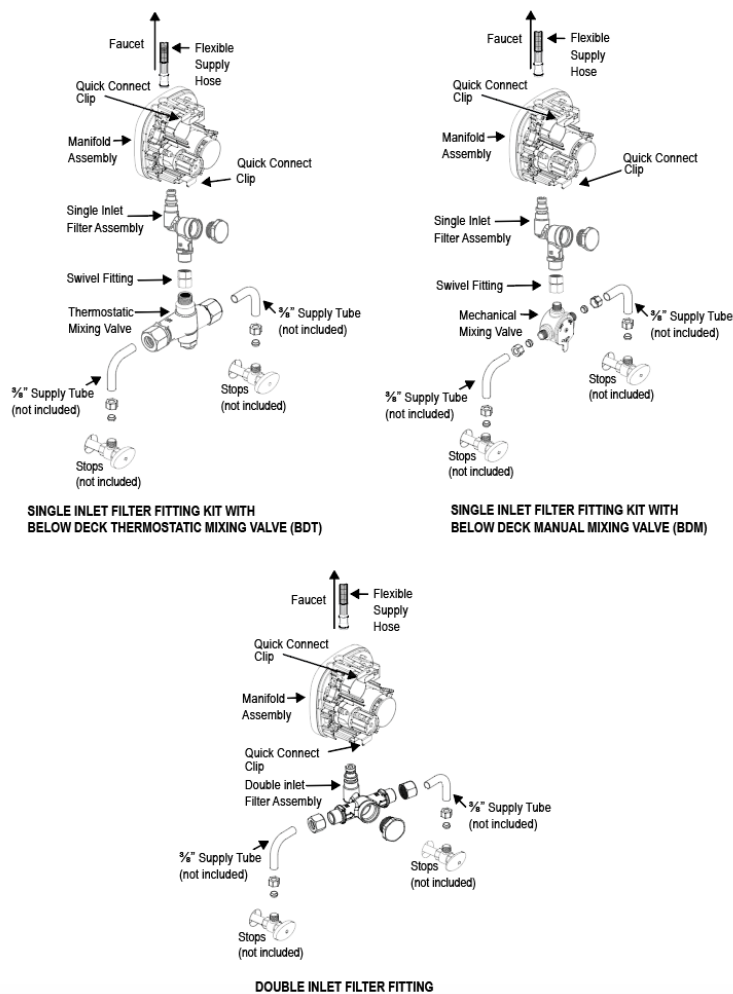 Faucet
Flexible
Supply
Hose
Quick Connect
Clip
Manifold
Assembly
Quick Connect
Clip
Single Inlet
Filter Assembly
Swivel Fitting
Thermostatic
Mixing Valve
⅜" Supply Tube
(not included)
⅜" Supply Tube
(not included)
Stops
(not included)
Stops
(not included)
SINGLE INLET FILTER FITTING KIT WITH
BELOW DECK THERMOSTATIC MIXING VALVE (BDT)
Faucet
Flexible
Supply
Hose
Quick Connect
Clip
Manifold
Assembly
Quick Connect
Clip
Single Inlet
Filter Assembly
Swivel Fitting
Mechanical
Mixing Valve
⅜" Supply Tube
(not included)
Stops
(not included)
⅜" Supply Tube
(not included)
Stops
(not included)
SINGLE INLET FILTER FITTING KIT WITH
BELOW DECK MANUAL MIXING VALVE (BDM)
Faucet
Flexible
Supply
Hose
Quick Connect
Clip
Manifold
Assembly
Quick Connect
Clip
Double inlet
Filter Assembly
⅜" Supply Tube
(not included)
⅜" Supply Tube
(not included)
Stops
(not included)
Stops
(not included)
DOUBLE INLET FILTER FITTING